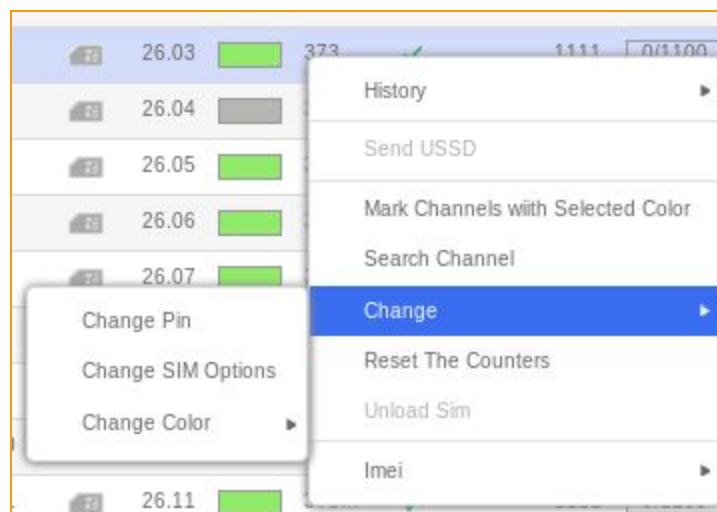 26.03 373 1111 0/1100
History
26.04
Send USSD
26.05
Mark Channels wiith Selected Color
26.06
Search Channel
26.07
Change
Change Pin
Reset The Counters
Change SIM Options
Unload Sim
Change Color
Imei
26.11